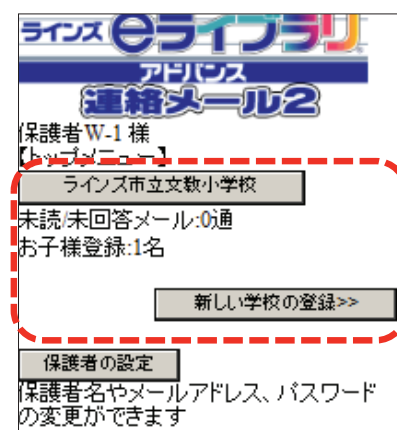 ラインズeライブラリ
アドバンス
連絡メール2
保護者W-1 様
【トップメニュー】
ラインズ市立文教小学校
未読/未回答メール:0通
お子様登録:1名
新しい学校の登録>>
保護者の設定
保護者名やメールアドレス、パスワード
の変更ができます